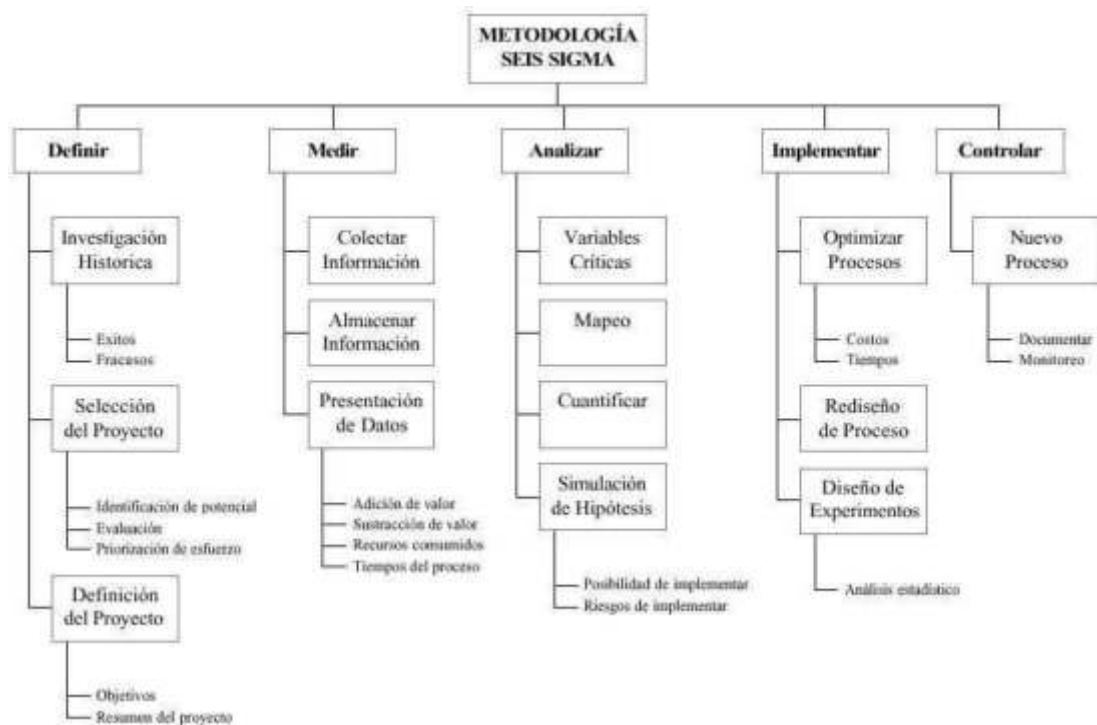 METODOLOGÍA
SEIS SIGMA
Definir
Investigación
Historica
Exitos
Fracasos
Selección
del Proyecto
Identificación de potencial
Evaluación
Priorización de esfuerzo
Definición
del Proyecto
Objetivos
Resumen del proyecto
Medir
Colectar
Información
Almacenar
Información
Presentación
de Datos
Adición de valor
Sustracción de valor
Recursos consumidos
Tiempos del proceso
Analizar
Variables
Críticas
Mapeo
Cuantificar
Simulación
de Hipótesis
Posibilidad de implementar
Riesgos de implementar
Implementar
Optimizar
Procesos
Costos
Tiempos
Rediseño
de Proceso
Diseño de
Experimentos
Análisis estadístico
Controlar
Nuevo
Proceso
Documentar
Monitoreo